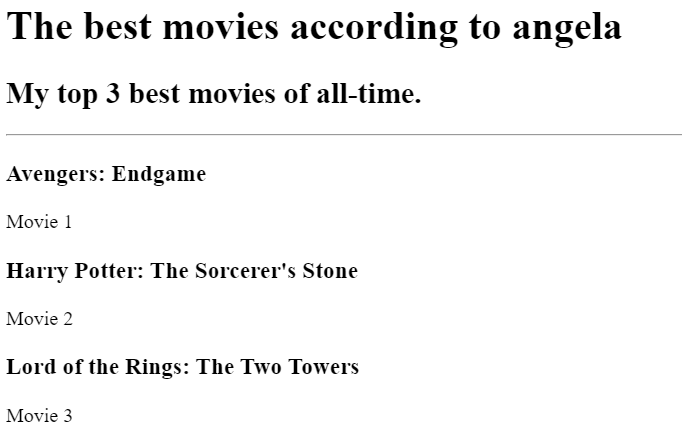 The best movies according to angela
My top 3 best movies of all-time.
Avengers: Endgame
Movie 1
Harry Potter: The Sorcerer's Stone
Movie 2
Lord of the Rings: The Two Towers
Movie 3